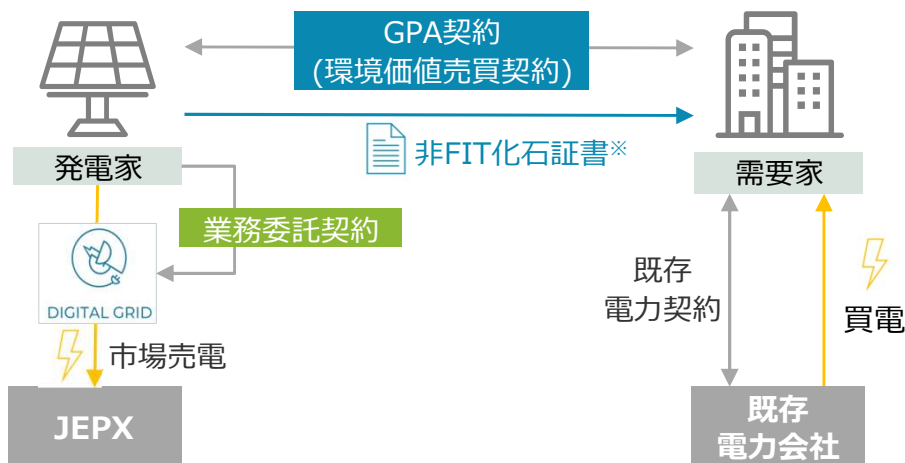 GPA契約
(環境価値売買契約)
非FIT化石証書※
発電家
需要家
業務委託契約
DIGITAL GRID
既存
電力契約
買電
市場売電
JEPX
既存
電力会社